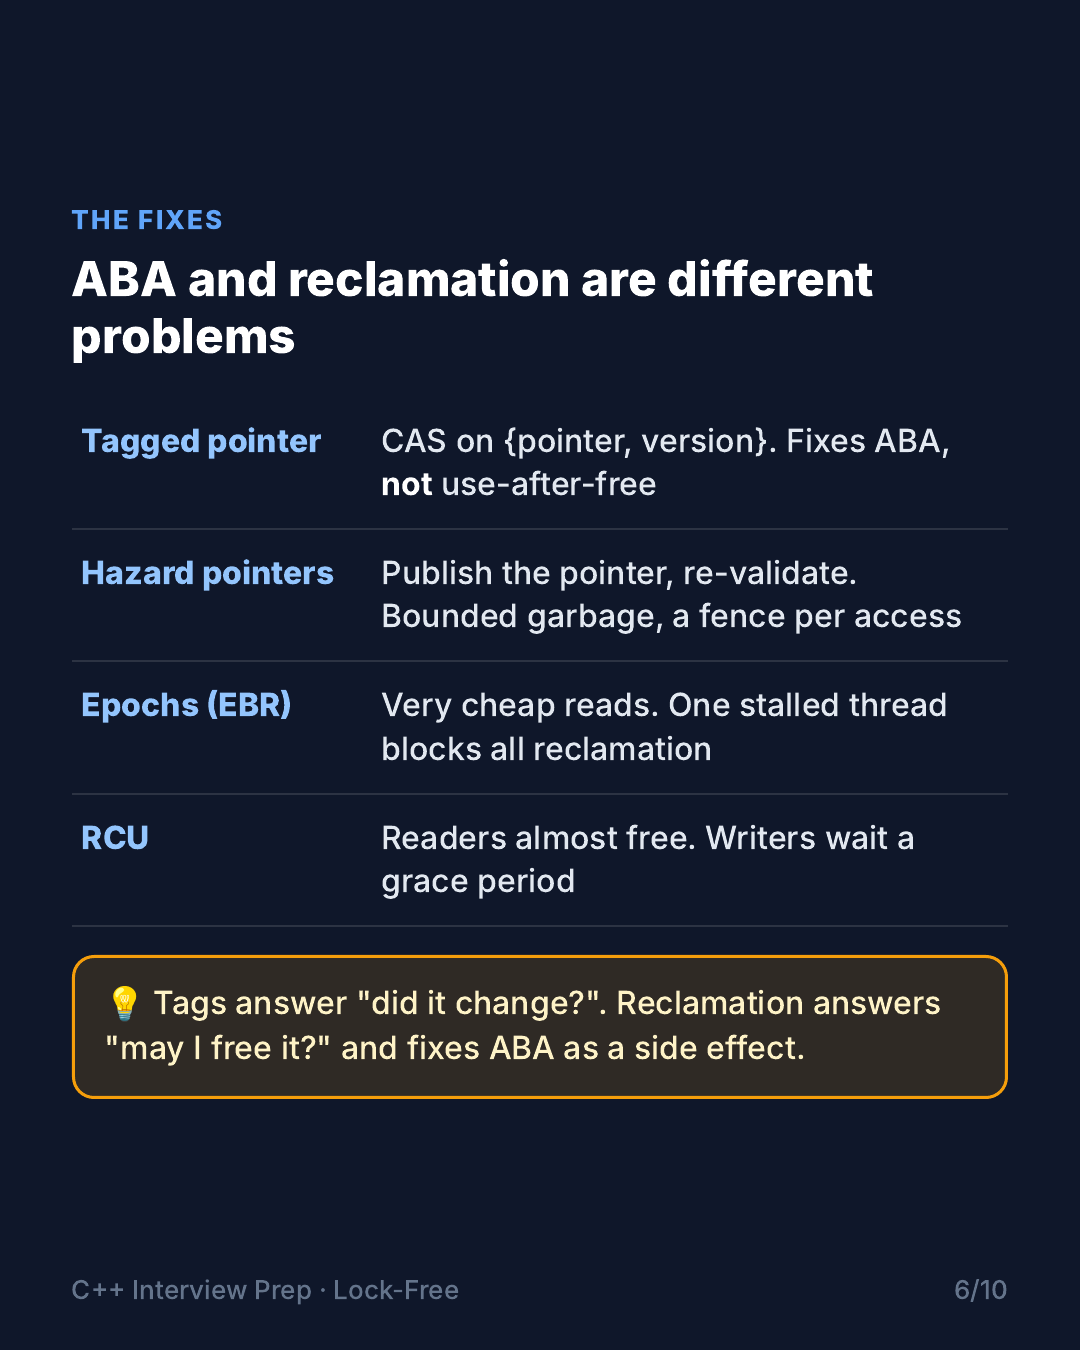 THE FIXES
ABA and reclamation are different
problems
Tagged pointer
CAS on {pointer, version}. Fixes ABA,
not use-after-free
Hazard pointers
Publish the pointer, re-validate.
Bounded garbage, a fence per access
Epochs (EBR)
Very cheap reads. One stalled thread
blocks all reclamation
RCU
Readers almost free. Writers wait a
grace period
💡 Tags answer "did it change?". Reclamation answers
"may I free it?" and fixes ABA as a side effect.
C++ Interview Prep · Lock-Free
6/10